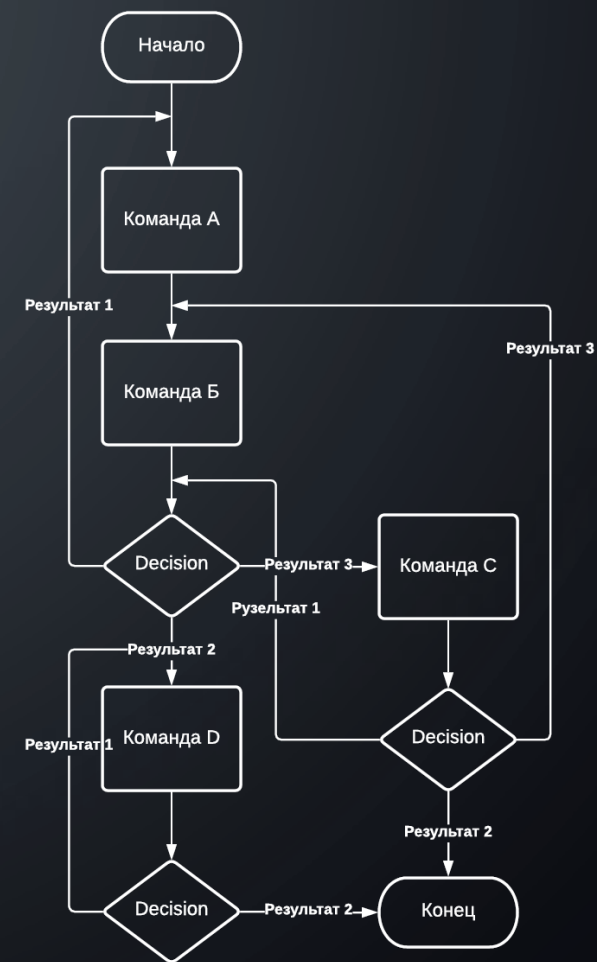 Начало
Команда А
Результат 1
Результат 3
Команда Б
Decision
Результат 3
Команда С
Рузельтат 1
Результат 2
Результат 1
Команда D
Decision
Результат 2
Decision
Результат 2
Конец